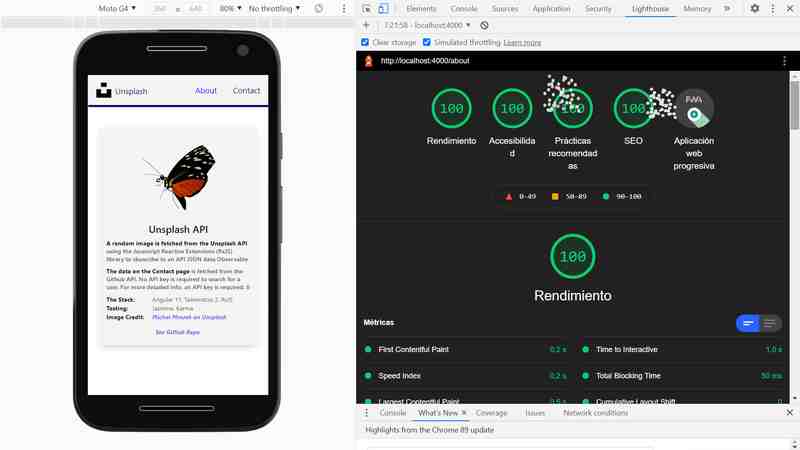 Moto G4
360 × 640
80%
No throttling
Unsplash
About
Contact
Unsplash API
A random image is fetched from the Unsplash API
using the Javascript Reactive Extensions (RxJS)
library to subscribe to an API JSON data Observable
The data on the Contact page is fetched from the
Github API. No API key is required to search for a
user. For more detailed info. an API key is required.
The Stack:
Angular 11, Tailwindcss 2, RxJS
Testing:
Jasmine, Karma
Image Credit:
on Unsplash
See Github Repo
Elements
Console
Sources
Application
Security
Lighthouse
Memory
»
+
7:21:58 - localhost:4000
Clear storage
Simulated throttling
Learn more
http://localhost:4000/about
100
100
100
100
PWA
Rendimiento
Accesibilida
d
Prácticas
recomendad
as
SEO
Aplicación
web
progresiva
0-49
50-89
90-100
100
Rendimiento
Métricas
First Contentful Paint
0,2 s
Time to Interactive
1,0 s
Speed Index
0,2 s
Total Blocking Time
50 ms
Largest Contentful Paint
0,5 s
Cumulative Layout Shift
0
Console
What's New ×
Coverage
Issues
Network conditions
Highlights from the Chrome 89 update